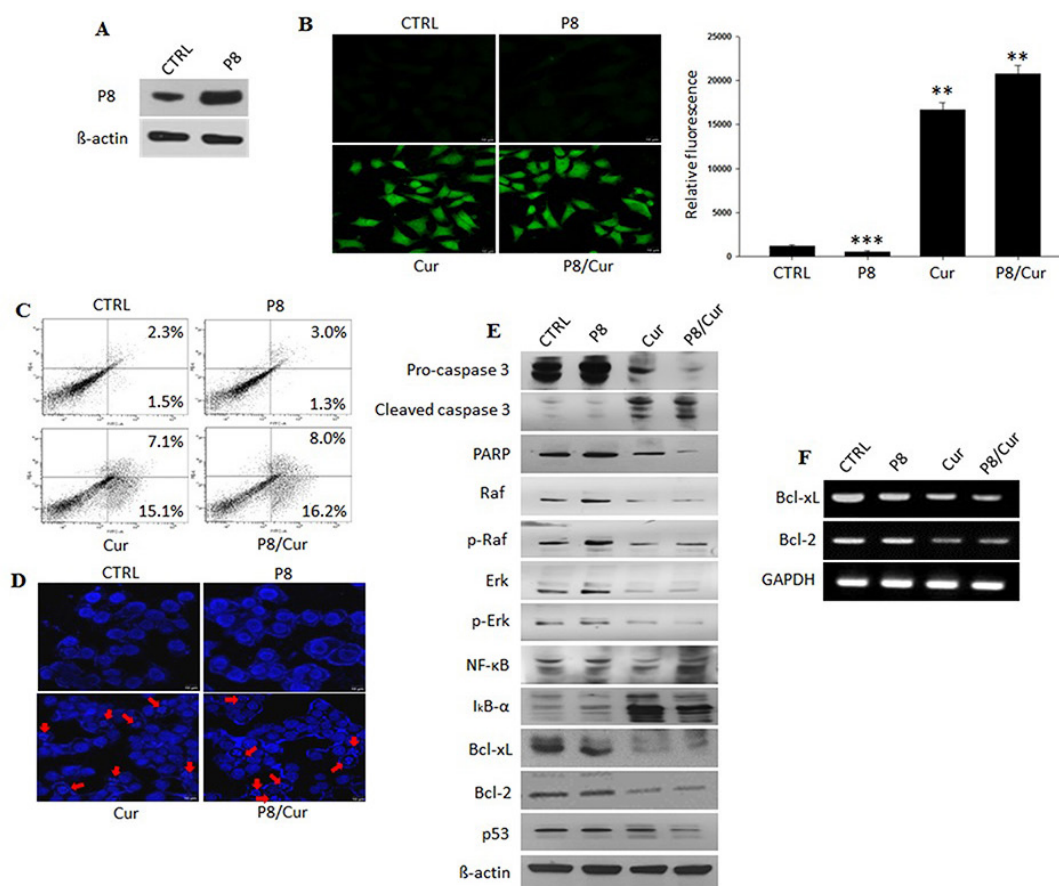 A
CTRL P8
P8
ß-actin
B
CTRL P8
Cur P8/Cur
Relative fluorescence
25000
20000
15000
10000
5000
0
** **
***
CTRL P8 Cur P8/Cur
C
CTRL P8
2.3% 3.0%
1.5% 1.3%
7.1% 8.0%
15.1% 16.2%
Cur P8/Cur
D
CTRL P8
Cur P8/Cur
E
CTRL P8 Cur P8/Cur
Pro-caspase 3
Cleaved caspase 3
PARP
Raf
p-Raf
Erk
p-Erk
NF-κB
IκB-α
Bcl-xL
Bcl-2
p53
ß-actin
F
CTRL P8 Cur P8/Cur
Bcl-xL
Bcl-2
GAPDH